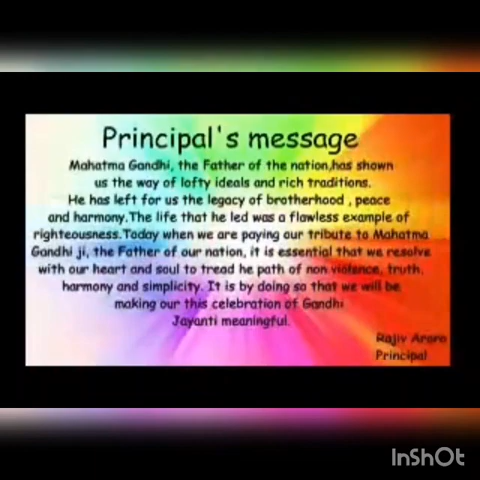 Principal's message
Mahatma Gandhi, the Father of the nation,has shown
us the way of lofty ideals and rich traditions.
He has left for us the legacy of brotherhood , peace
and harmony.The life that he led was a flawless example of
righteousness.Today when we are paying our tribute to Mahatma
Gandhi ji, the Father of our nation, it is essential that we resolve
with our heart and soul to tread he path of non violence, truth,
harmony and simplicity. It is by doing so that we will be
making our this celebration of Gandhi
Jayanti meaningful.
Rajiv Arora
Principal
InShOt